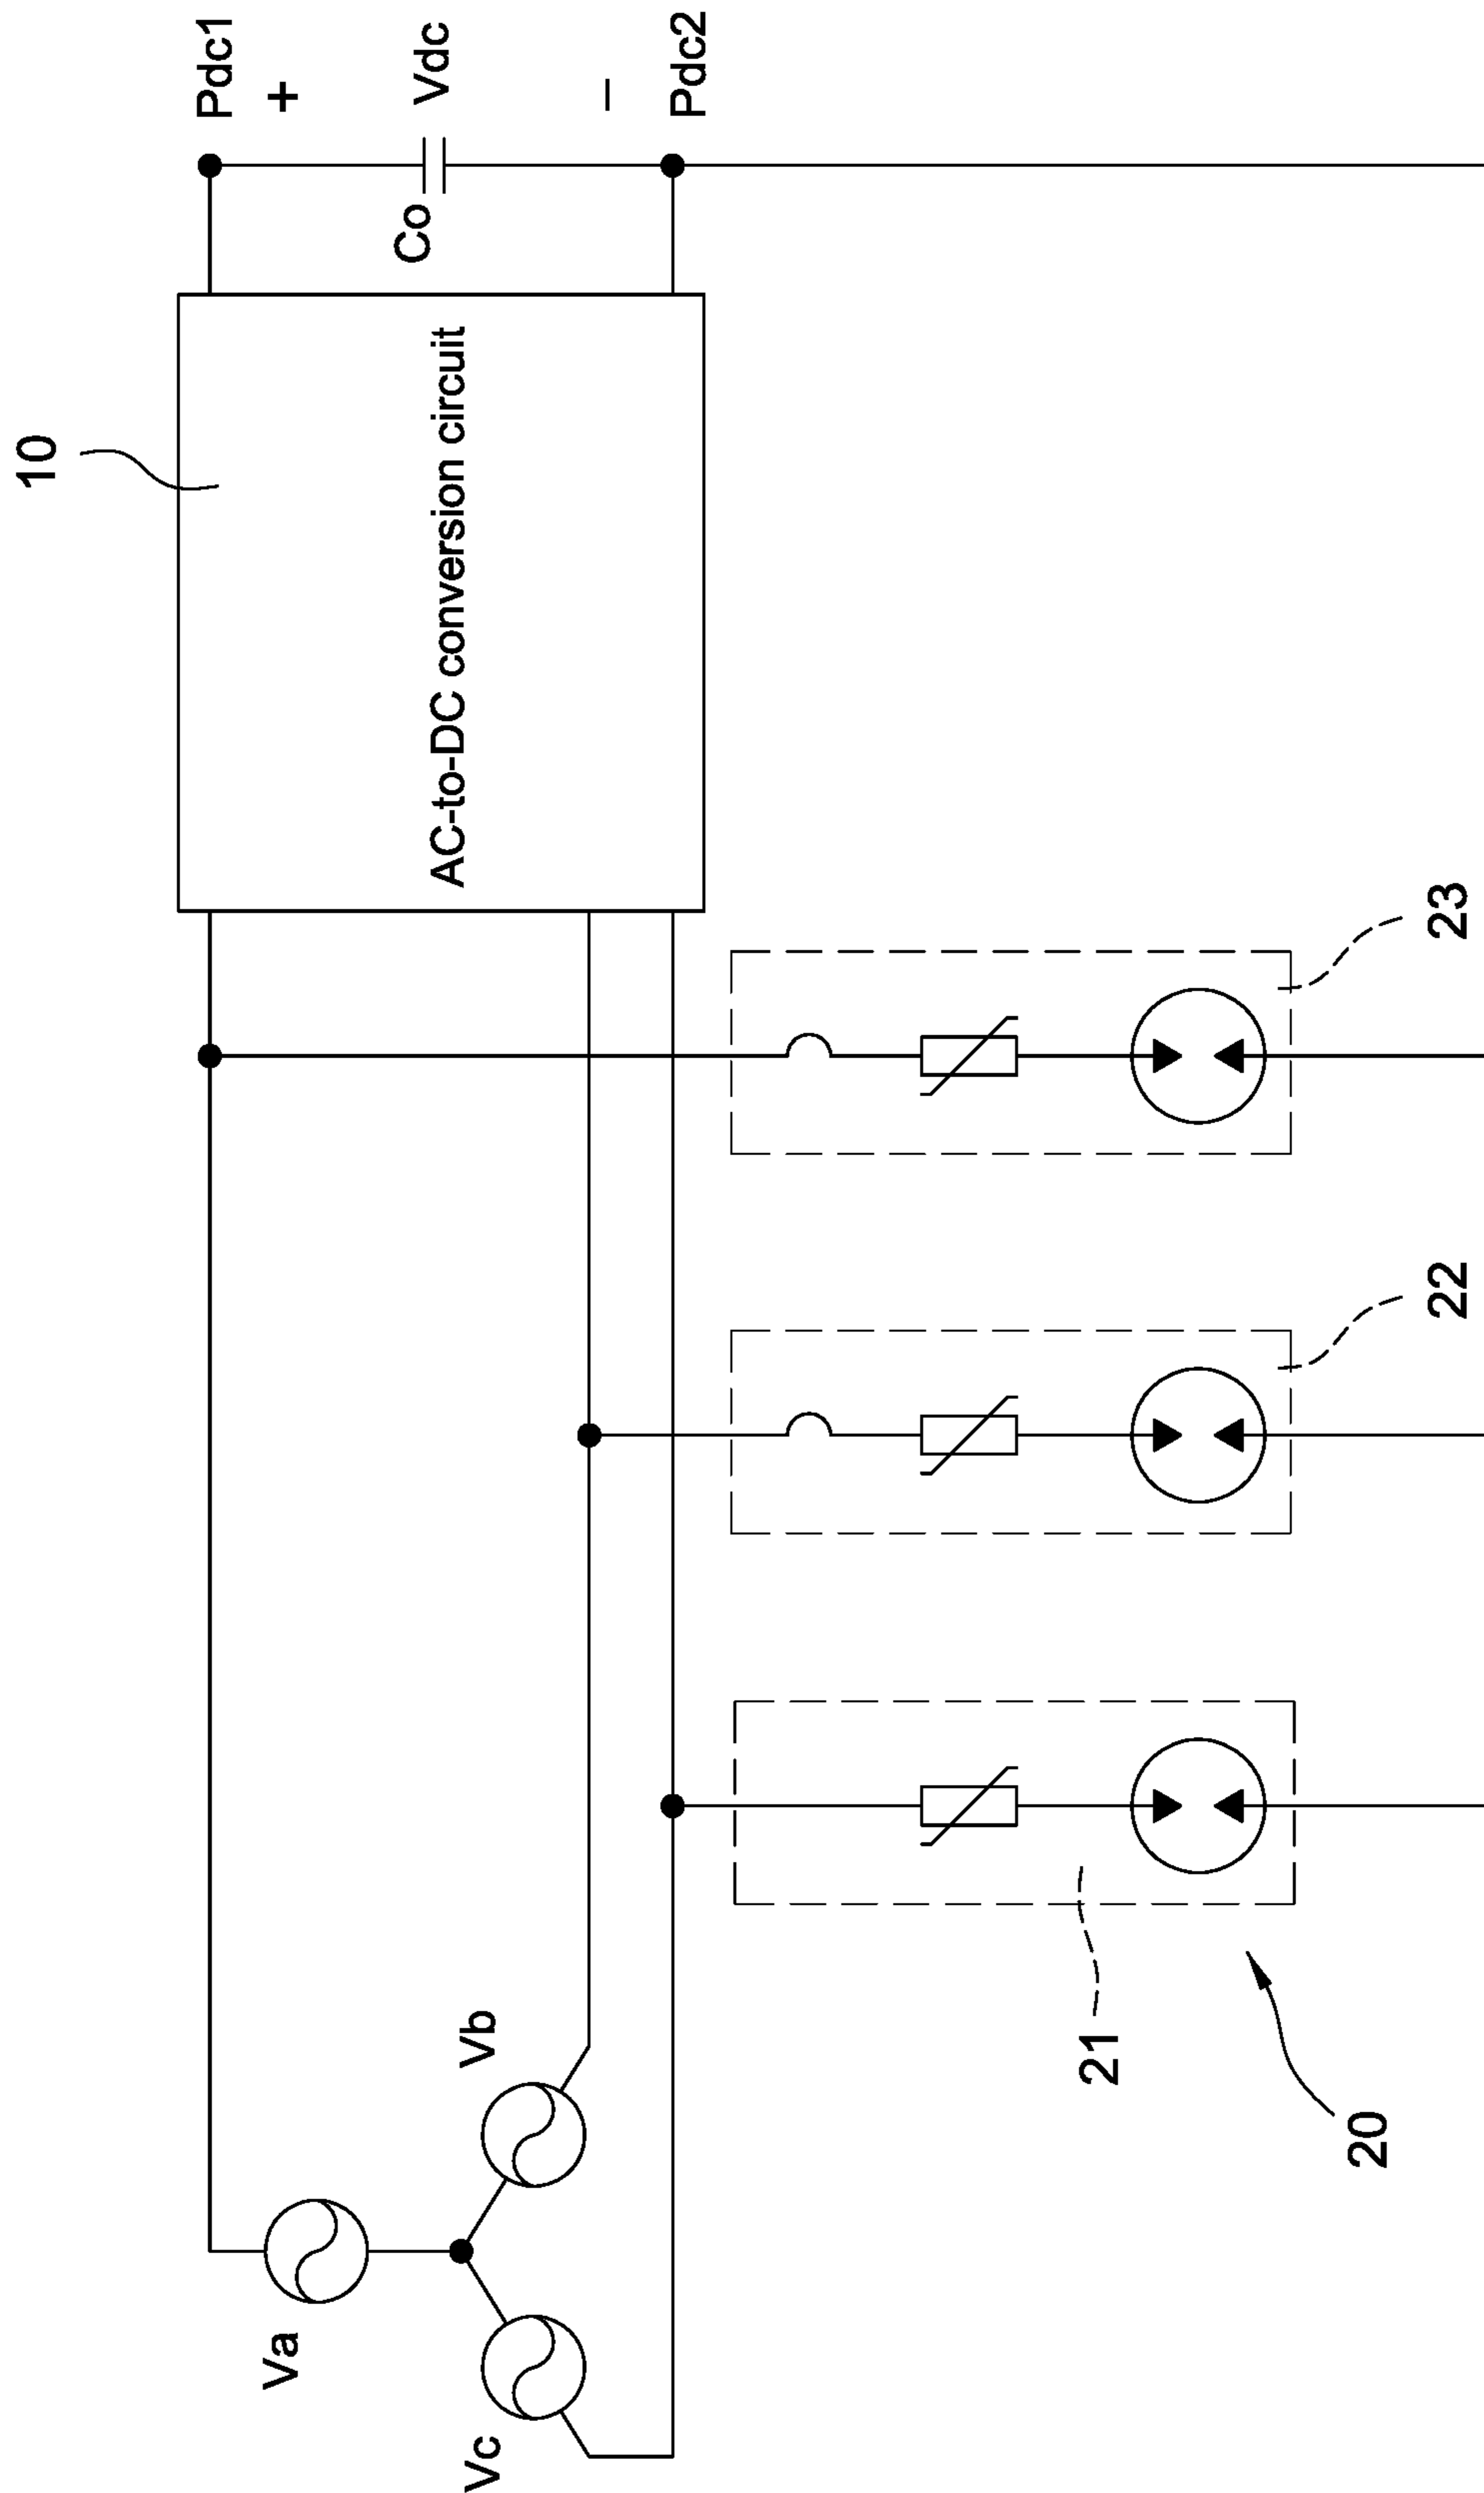 10
AC-to-DC conversion circuit
Pdc1
+
Co
Vdc
−
Pdc2
Va
Vb
Vc
21
22
23
20